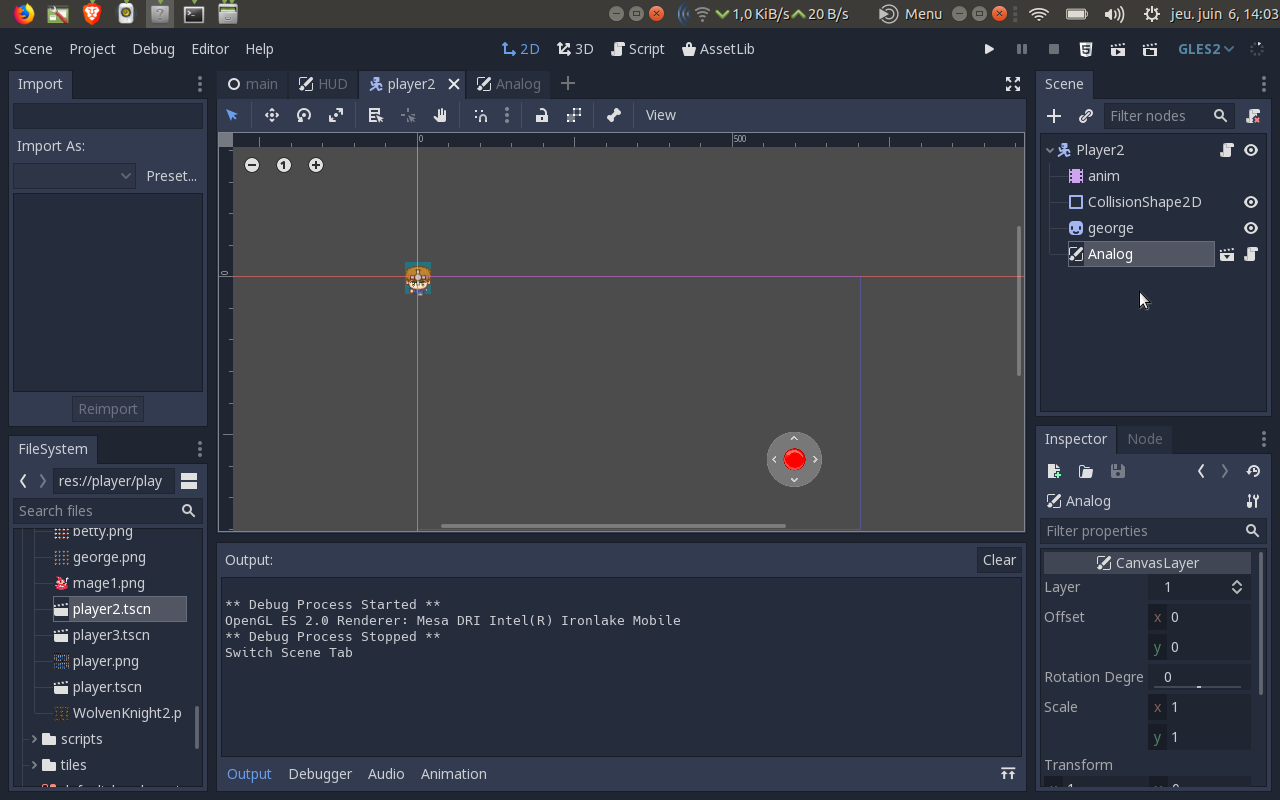 1,0 KiB/s 20 B/s Menu jeu. juin 6, 14:03
Scene Project Debug Editor Help 2D 3D Script AssetLib GLES2
Import
Import As:
Preset...
Reimport
FileSystem
res://player/play
Search files
betty.png
george.png
mage1.png
player2.tscn
player3.tscn
player.png
player.tscn
WolvenKnight2.p
scripts
tiles
main HUD player2 Analog
View
0 500
0
1
Output: Clear
** Debug Process Started **
OpenGL ES 2.0 Renderer: Mesa DRI Intel(R) Ironlake Mobile
** Debug Process Stopped **
Switch Scene Tab
Output Debugger Audio Animation
Scene
Filter nodes
Player2
anim
CollisionShape2D
george
Analog
Inspector Node
Analog
Filter properties
CanvasLayer
Layer 1
Offset x 0
y 0
Rotation Degre 0
Scale x 1
y 1
Transform